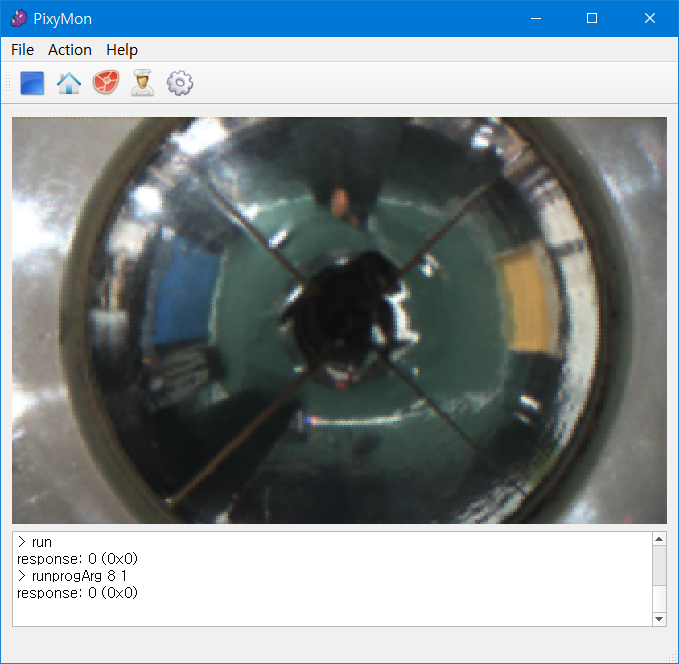 PixyMon
File Action Help
> run
response: 0 (0x0)
> runprogArg 8 1
response: 0 (0x0)